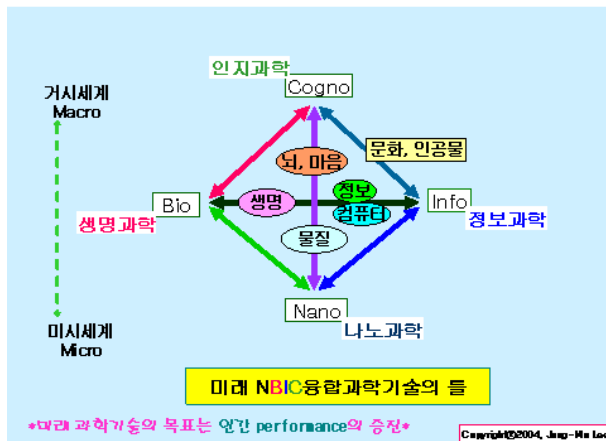 인지과학
Cogno
거시세계
Macro
문화, 인공물
뇌, 마음
정보
생명
Bio
Info
컴퓨터
생명과학
정보과학
물질
Nano
나노과학
미시세계
Micro
미래 NBIC융합과학기술의 틀
*미래 과학기술의 목표는 인간 performance의 증진*
Copyright©2004, Jung-Mo Lee